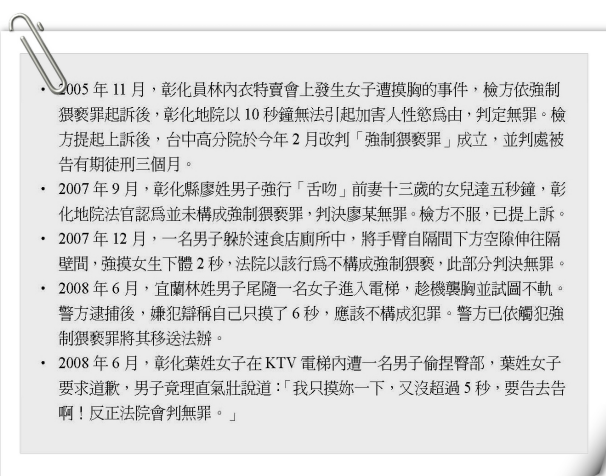 • 2005 年 11 月，彰化員林內衣特賣會上發生女子遭摸胸的事件，檢方依強制
猥褻罪起訴後，彰化地院以 10 秒鐘無法引起加害人性慾爲由，判定無罪。檢
方提起上訴後，台中高分院於今年 2 月改判「強制猥褻罪」成立，並判處被
告有期徒刑三個月。
• 2007 年 9 月，彰化縣廖姓男子強行「舌吻」前妻十三歲的女兒達五秒鐘，彰
化地院法官認爲並未構成強制猥褻罪，判決廖某無罪。檢方不服，已提上訴。
• 2007 年 12 月，一名男子躲於速食店廁所中，將手臂自隔間下方空隙伸往隔
壁間，強摸女生下體 2 秒，法院以該行爲不構成強制猥褻，此部分判決無罪。
• 2008 年 6 月，宜蘭林姓男子尾隨一名女子進入電梯，趁機襲胸並試圖不軌。
警方逮捕後，嫌犯辯稱自己只摸了 6 秒，應該不構成犯罪。警方已依觸犯強
制猥褻罪將其移送法辦。
• 2008 年 6 月，彰化葉姓女子在 KTV 電梯內遭一名男子偷捏臀部，葉姓女子
要求道歉，男子竟理直氣壯說道：「我只摸妳一下，又沒超過 5 秒，要告去告
啊！反正法院會判無罪。」